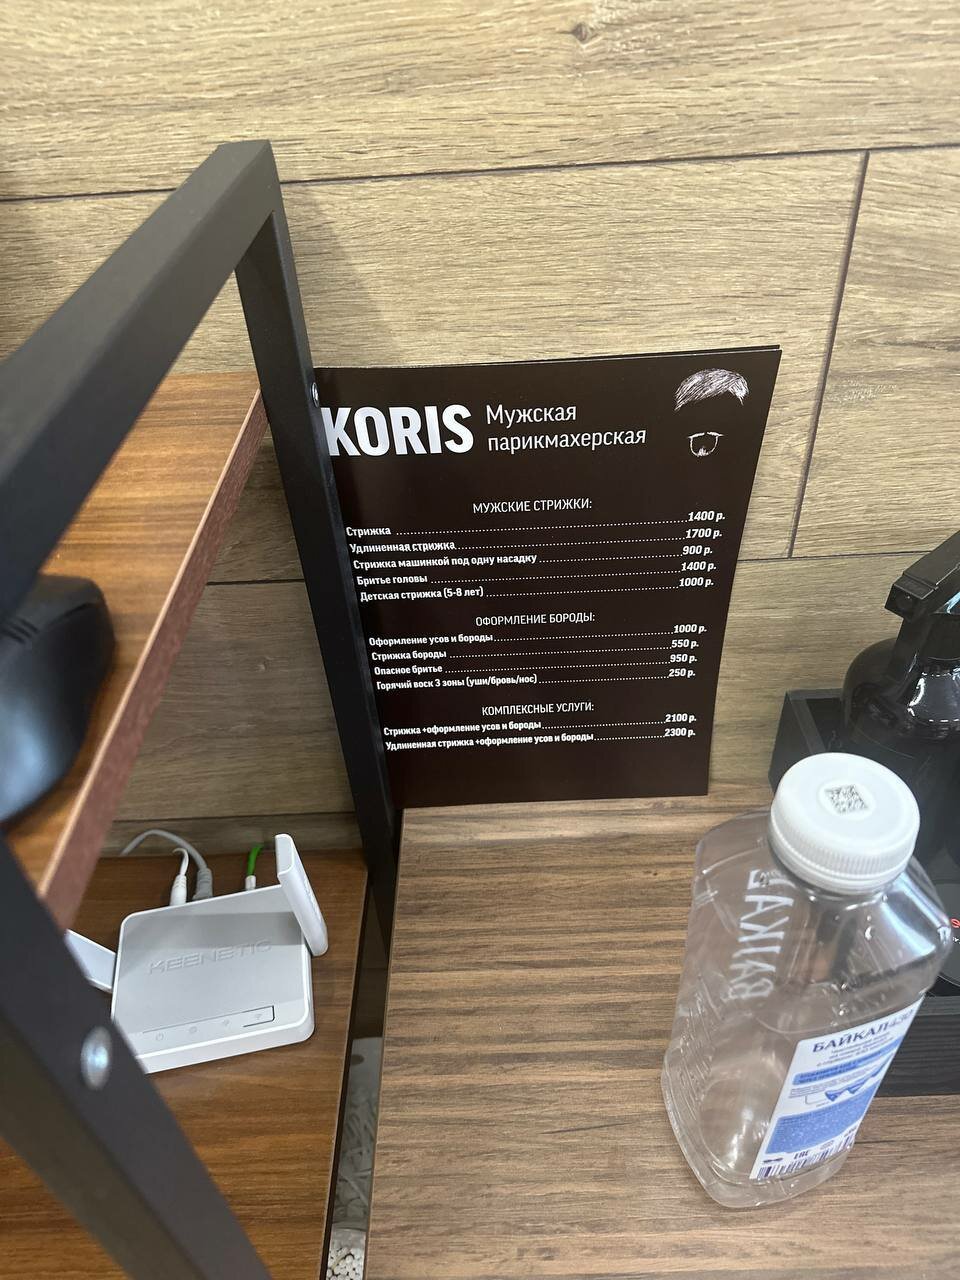 KORIS
Мужская
парикмахерская
МУЖСКИЕ СТРИЖКИ:
Стрижка 1400 р.
Удлиненная стрижка 1700 р.
Стрижка машинкой под одну насадку 900 р.
Бритье головы 1400 р.
Детская стрижка (5-8 лет) 1000 р.
ОФОРМЛЕНИЕ БОРОДЫ:
Оформление усов и бороды 1000 р.
Стрижка бороды 550 р.
Опасное бритье 950 р.
Горячий воск 3 зоны (уши/бровь/нос) 250 р.
КОМПЛЕКСНЫЕ УСЛУГИ:
Стрижка +оформление усов и бороды 2100 р.
Удлиненная стрижка +оформление усов и бороды 2300 р.
KEENETIC
БАЙКАЛ
БАЙКАЛ430
EAC